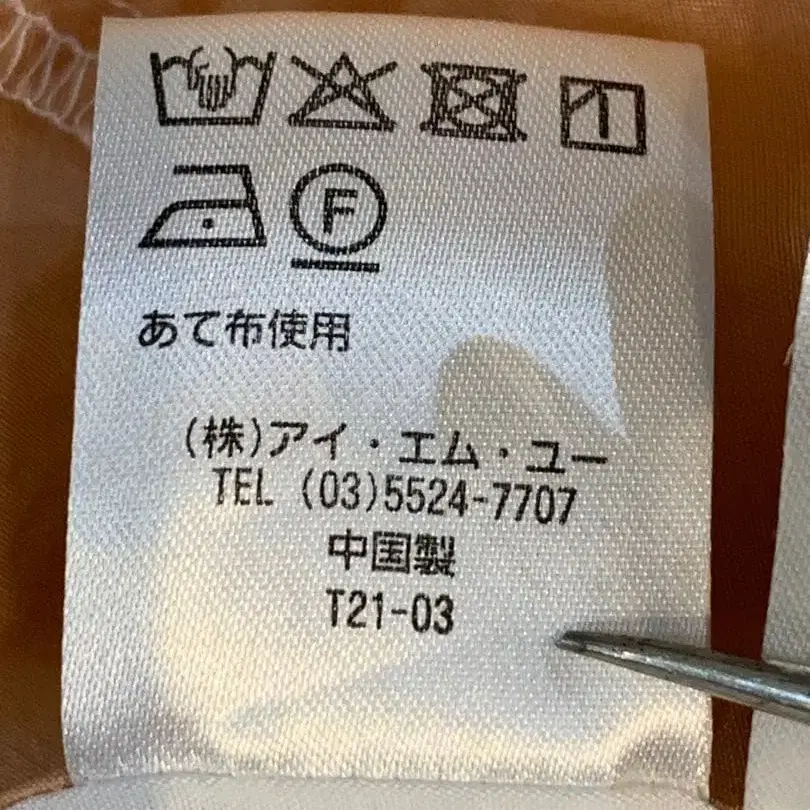 F
あて布使用
(株)アイ・エム・ユー
TEL (03)5524-7707
中国製
T21-03